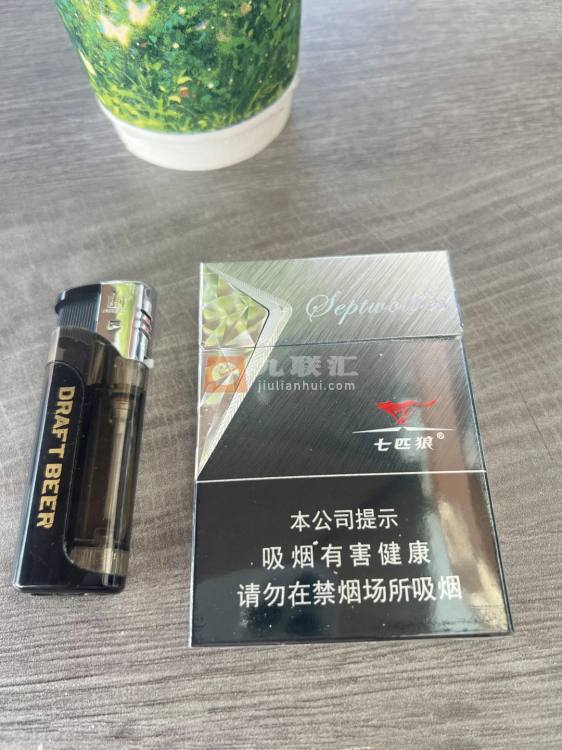 Septwolves
九联汇
jiulianhui.com
七匹狼®
DRAFT BEER
本公司提示
吸烟有害健康
请勿在禁烟场所吸烟